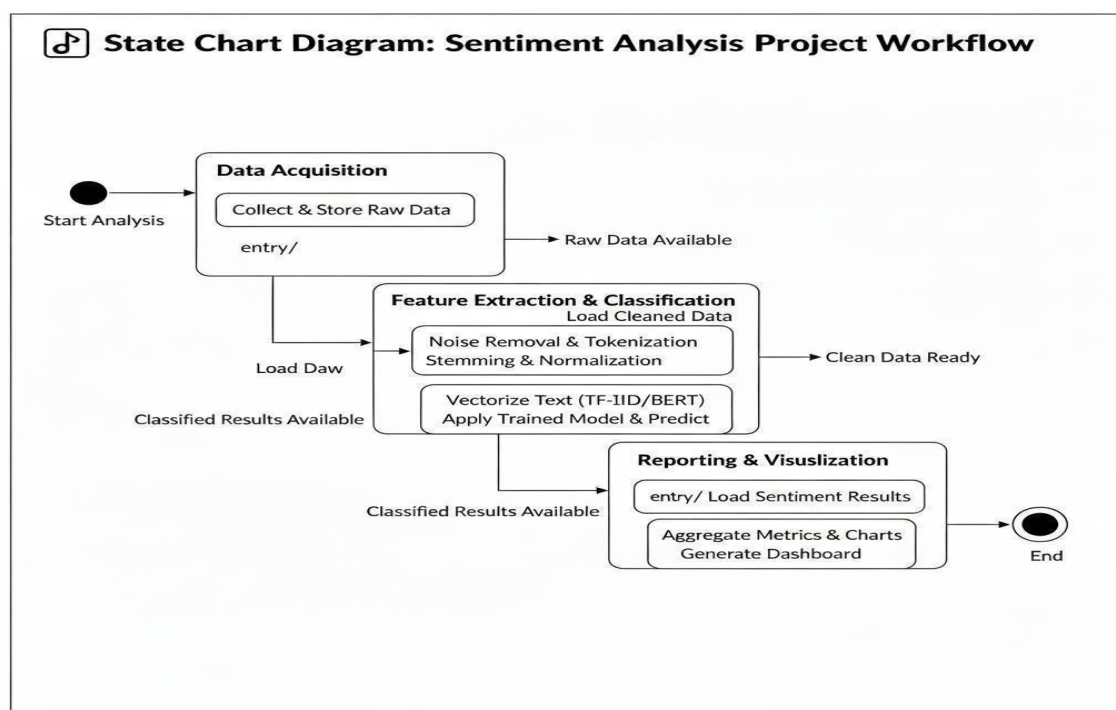 State Chart Diagram: Sentiment Analysis Project Workflow
Data Acquisition
Collect & Store Raw Data
Start Analysis
entry/
Raw Data Available
Feature Extraction & Classification
Load Cleaned Data
Noise Removal & Tokenization
Stemming & Normalization
Clean Data Ready
Load Daw
Vectorize Text (TF-1ID/BERT)
Apply Trained Model & Predict
Classified Results Available
Reporting & Visuslization
entry/ Load Sentiment Results
Classified Results Available
Aggregate Metrics & Charts
Generate Dashboard
End